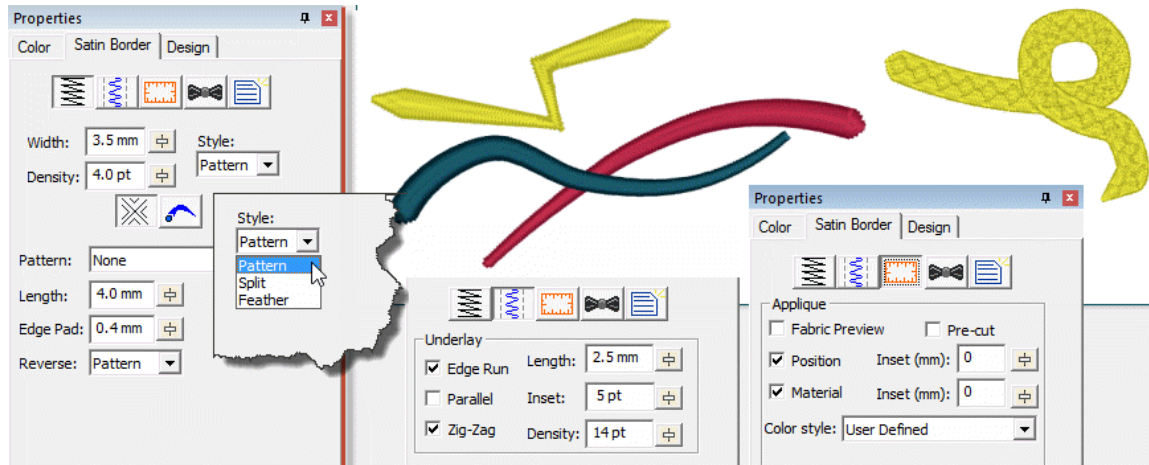 Properties
Color Satin Border Design
Width: 3.5 mm Style:
Density: 4.0 pt Pattern
Pattern: None
Length: 4.0 mm
Edge Pad: 0.4 mm
Reverse: Pattern
Style:
Pattern
Pattern
Split
Feather
Underlay
Edge Run Length: 2.5 mm
Parallel Inset: 5 pt
Zig-Zag Density: 14 pt
Properties
Color Satin Border Design
Applique
Fabric Preview Pre-cut
Position Inset (mm): 0
Material Inset (mm): 0
Color style: User Defined